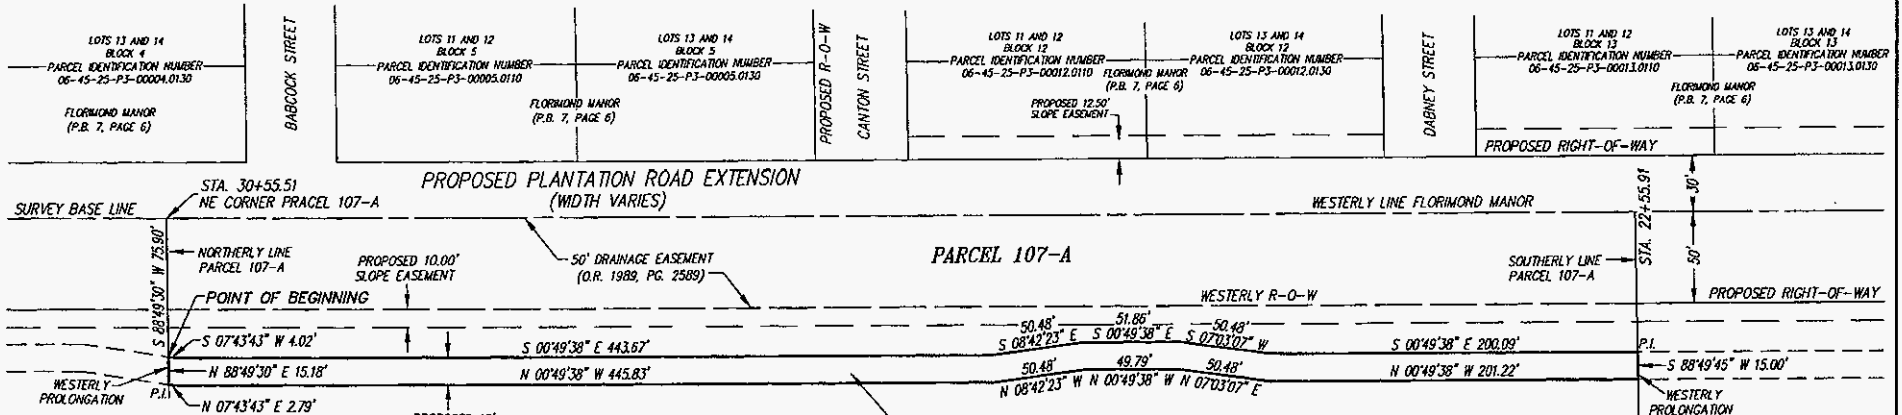 LOTS 13 AND 14
BLOCK 4
PARCEL IDENTIFICATION NUMBER
06-45-25-P3-00004.0130
FLORIMOND MANOR
(P.B. 7, PAGE 6)
BABCOCK STREET
LOTS 11 AND 12
BLOCK 5
PARCEL IDENTIFICATION NUMBER
06-45-25-P3-00005.0110
LOTS 13 AND 14
BLOCK 5
PARCEL IDENTIFICATION NUMBER
06-45-25-P3-00005.0130
FLORIMOND MANOR
(P.B. 7, PAGE 6)
PROPOSED R-O-W
CANTON STREET
LOTS 11 AND 12
BLOCK 12
PARCEL IDENTIFICATION NUMBER
06-45-25-P3-00012.0110
LOTS 13 AND 14
BLOCK 12
PARCEL IDENTIFICATION NUMBER
06-45-25-P3-00012.0130
FLORIMOND MANOR
(P.B. 7, PAGE 6)
PROPOSED 12.50'
SLOPE EASEMENT
DABNEY STREET
LOTS 11 AND 12
BLOCK 13
PARCEL IDENTIFICATION NUMBER
06-45-25-P3-00013.0110
LOTS 13 AND 14
BLOCK 13
PARCEL IDENTIFICATION NUMBER
06-45-25-P3-00013.0130
FLORIMOND MANOR
(P.B. 7, PAGE 6)
PROPOSED RIGHT-OF-WAY
STA. 30+55.51
NE CORNER PRACEL 107-A
PROPOSED PLANTATION ROAD EXTENSION
(WIDTH VARIES)
SURVEY BASE LINE
WESTERLY LINE FLORIMOND MANOR
STA. 22+55.91
30'
50'
S 88°49'30" W 75.90'
NORTHERLY LINE
PARCEL 107-A
PROPOSED 10.00'
SLOPE EASEMENT
50' DRAINAGE EASEMENT
(O.R. 1989, PG. 2589)
PARCEL 107-A
SOUTHERLY LINE
PARCEL 107-A
POINT OF BEGINNING
WESTERLY R-O-W
PROPOSED RIGHT-OF-WAY
S 07°43'43" W 4.02'
S 00°49'38" E 443.67'
50.48'
S 08°42'23" E
51.86'
S 00°49'38" E
50.48'
S 07°03'07" W
S 00°49'38" E 200.09'
P.I.
N 88°49'30" E 15.18'
N 00°49'38" W 445.83'
50.48'
N 08°42'23" W
49.79'
N 00°49'38" W
50.48'
N 07°03'07" E
N 00°49'38" W 201.22'
S 88°49'45" W 15.00'
WESTERLY
PROLONGATION
P.I.
N 07°43'43" E 2.79'
WESTERLY
PROLONGATION